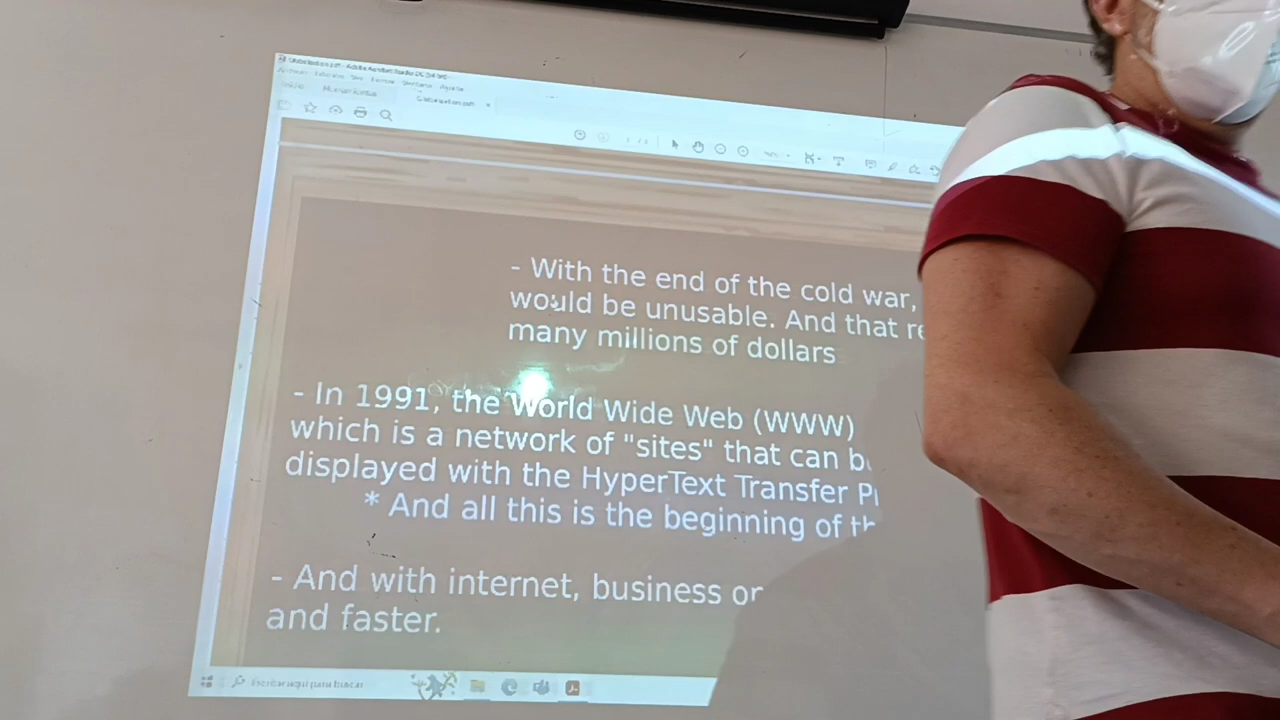 - With the end of the cold war,
would be unusable. And that re
many millions of dollars
- In 1991, the World Wide Web (WWW)
which is a network of "sites" that can b
displayed with the HyperText Transfer P
* And all this is the beginning of th
- And with internet, business or
and faster.